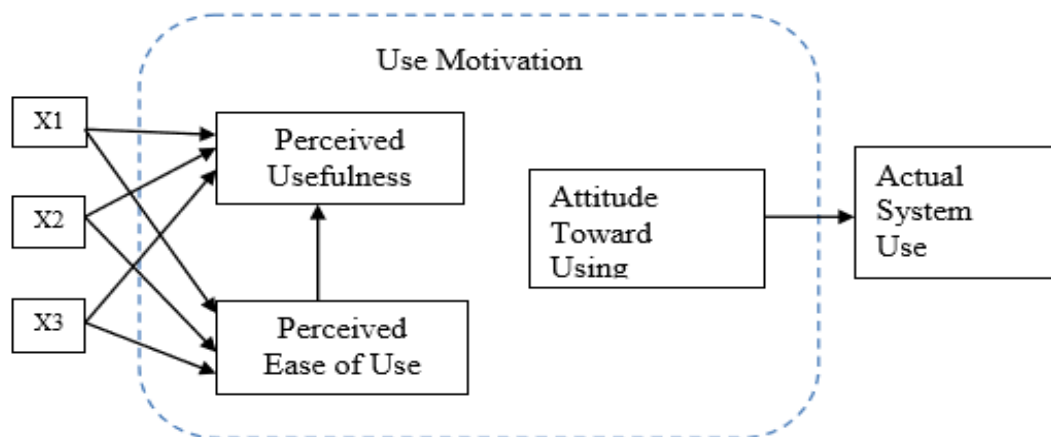 Use Motivation
X1
Perceived
Usefulness
X2
Attitude
Toward
Using
Actual
System
Use
X3
Perceived
Ease of Use